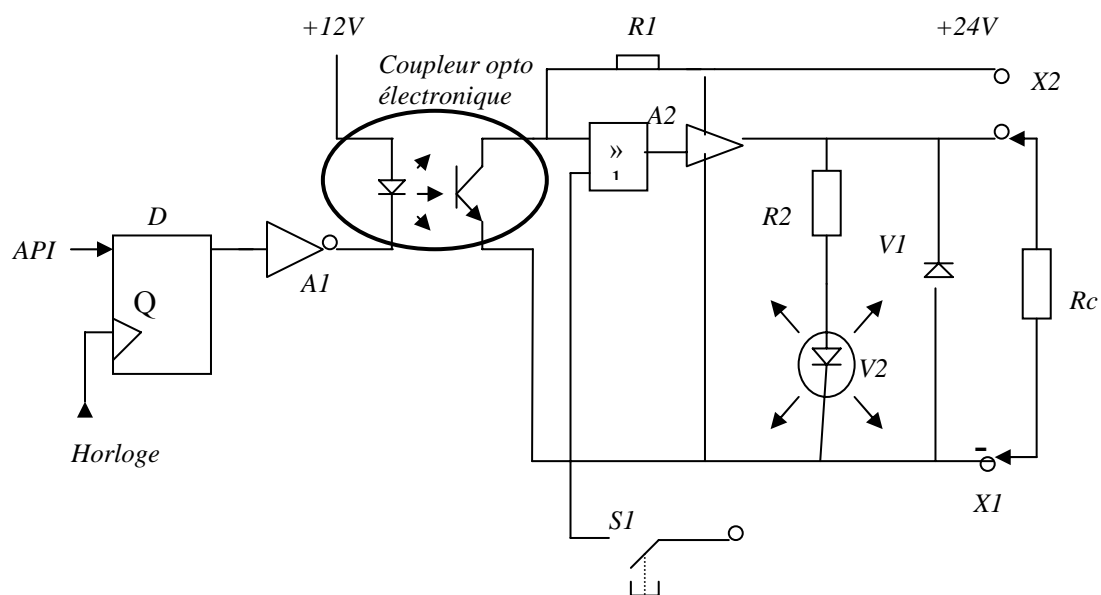 +12V
R1
+24V
Coupleur opto
électronique
X2
A2
»
1
D
R2
V1
API
A1
Q
Rc
V2
Horloge
-
X1
S1